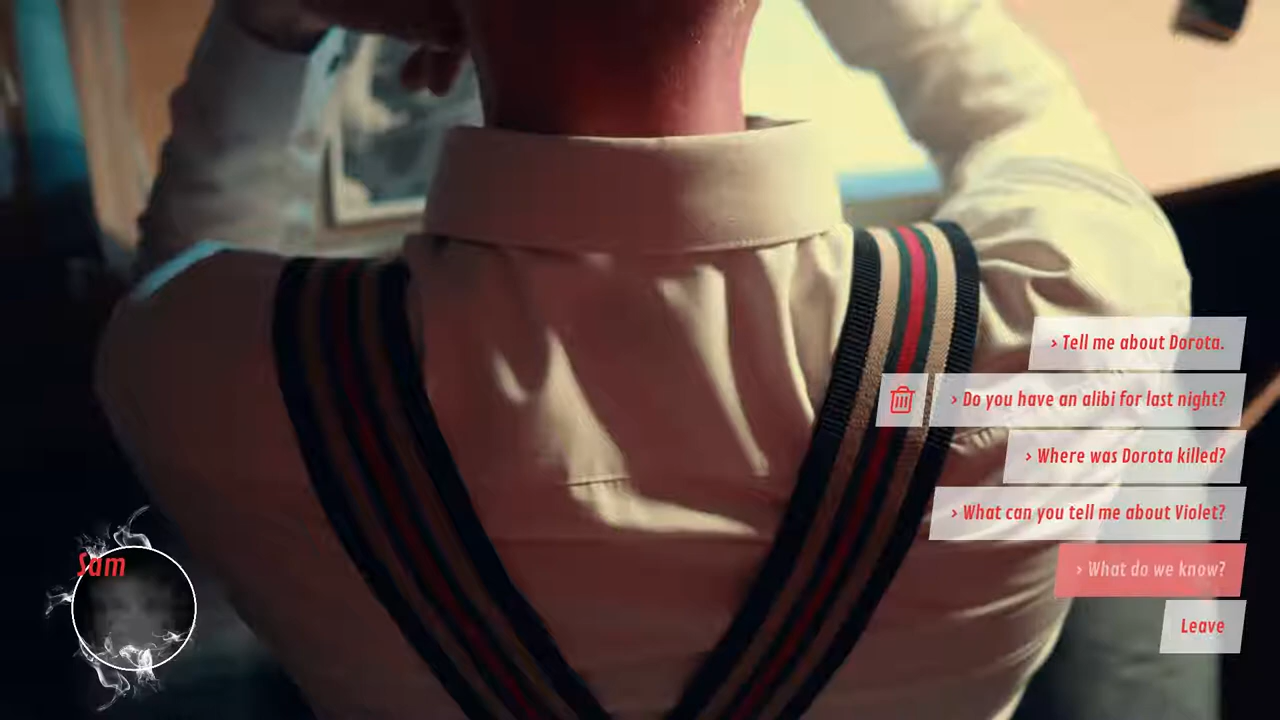 › Tell me about Dorota.
› Do you have an alibi for last night?
› Where was Dorota killed?
› What can you tell me about Violet?
› What do we know?
Leave
Sam